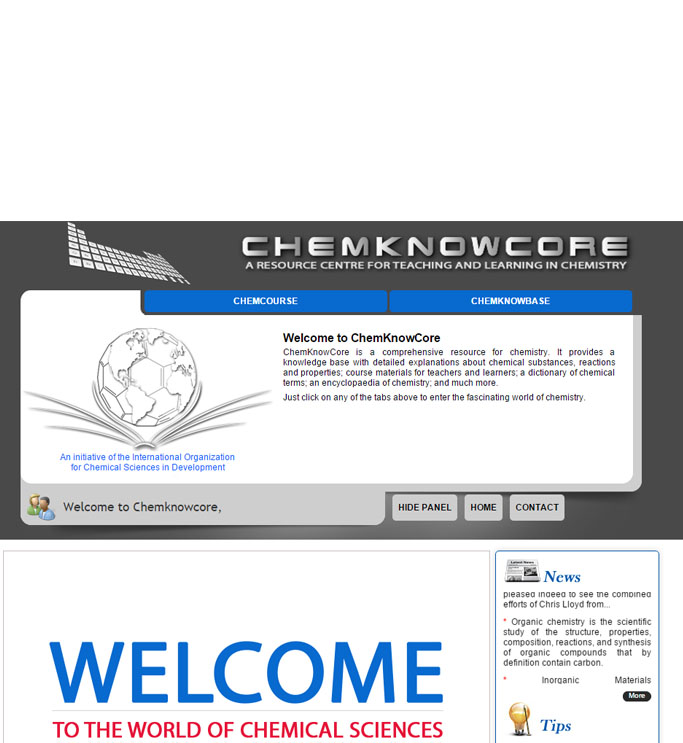 CHEMKNOWCORE
A RESOURCE CENTRE FOR TEACHING AND LEARNING IN CHEMISTRY
CHEMCOURSE
CHEMKNOWBASE
Welcome to ChemKnowCore
ChemKnowCore is a comprehensive resource for chemistry. It provides a
knowledge base with detailed explanations about chemical substances, reactions
and properties; course materials for teachers and learners; a dictionary of chemical
terms; an encyclopaedia of chemistry; and much more.
Just click on any of the tabs above to enter the fascinating world of chemistry.
An initiative of the International Organization
for Chemical Sciences in Development
Welcome to Chemknowcore,
HIDE PANEL
HOME
CONTACT
WELCOME
TO THE WORLD OF CHEMICAL SCIENCES
Latest News
News
pleased indeed to see the combined
efforts of Chris Lloyd from...
* Organic chemistry is the scientific
study of the structure, properties,
composition, reactions, and synthesis
of organic compounds that by
definition contain carbon.
* Inorganic Materials
More
Tips